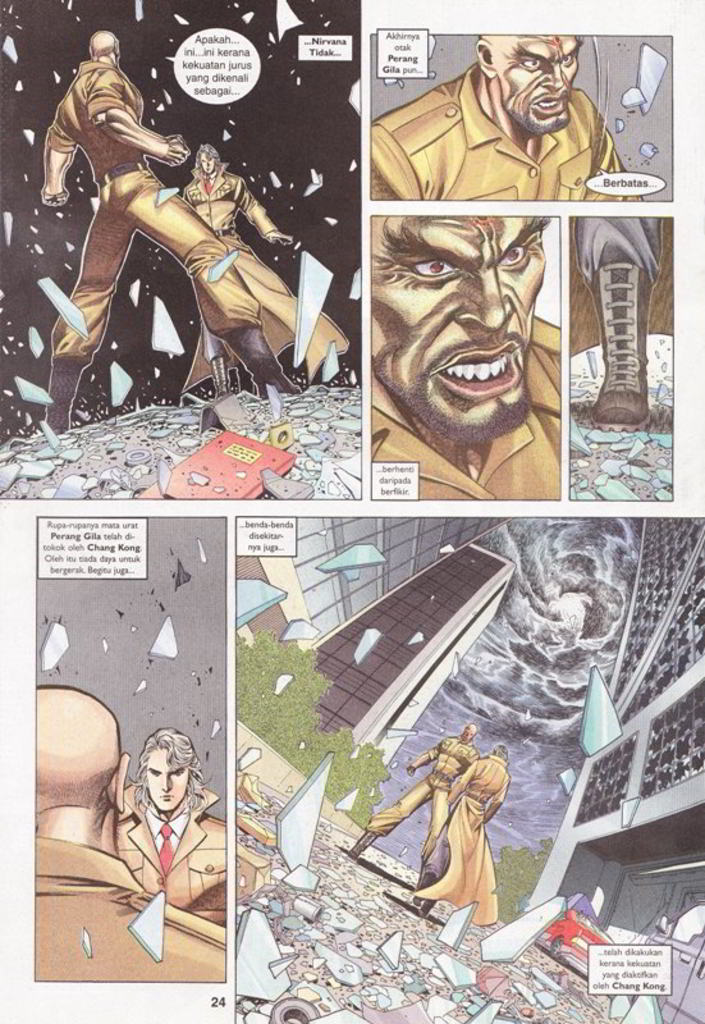 Apakah...
ini...ini kerana
kekuatan jurus
yang dikenali
sebagai...
...Nirvana
Tidak...
Akhirnya
otak
Perang
Gila pun...
...Berbatas...
...berhenti
daripada
berfikir.
Rupa-rupanya mata urat
Perang Gila telah di-
tokok oleh Chang Kong.
Oleh itu tiada daya untuk
bergerak. Begitu juga...
...benda-benda
disekitar-
nya juga...
...telah dikakukan
kerana kekuatan
yang diaktifkan
oleh Chang Kong.
24